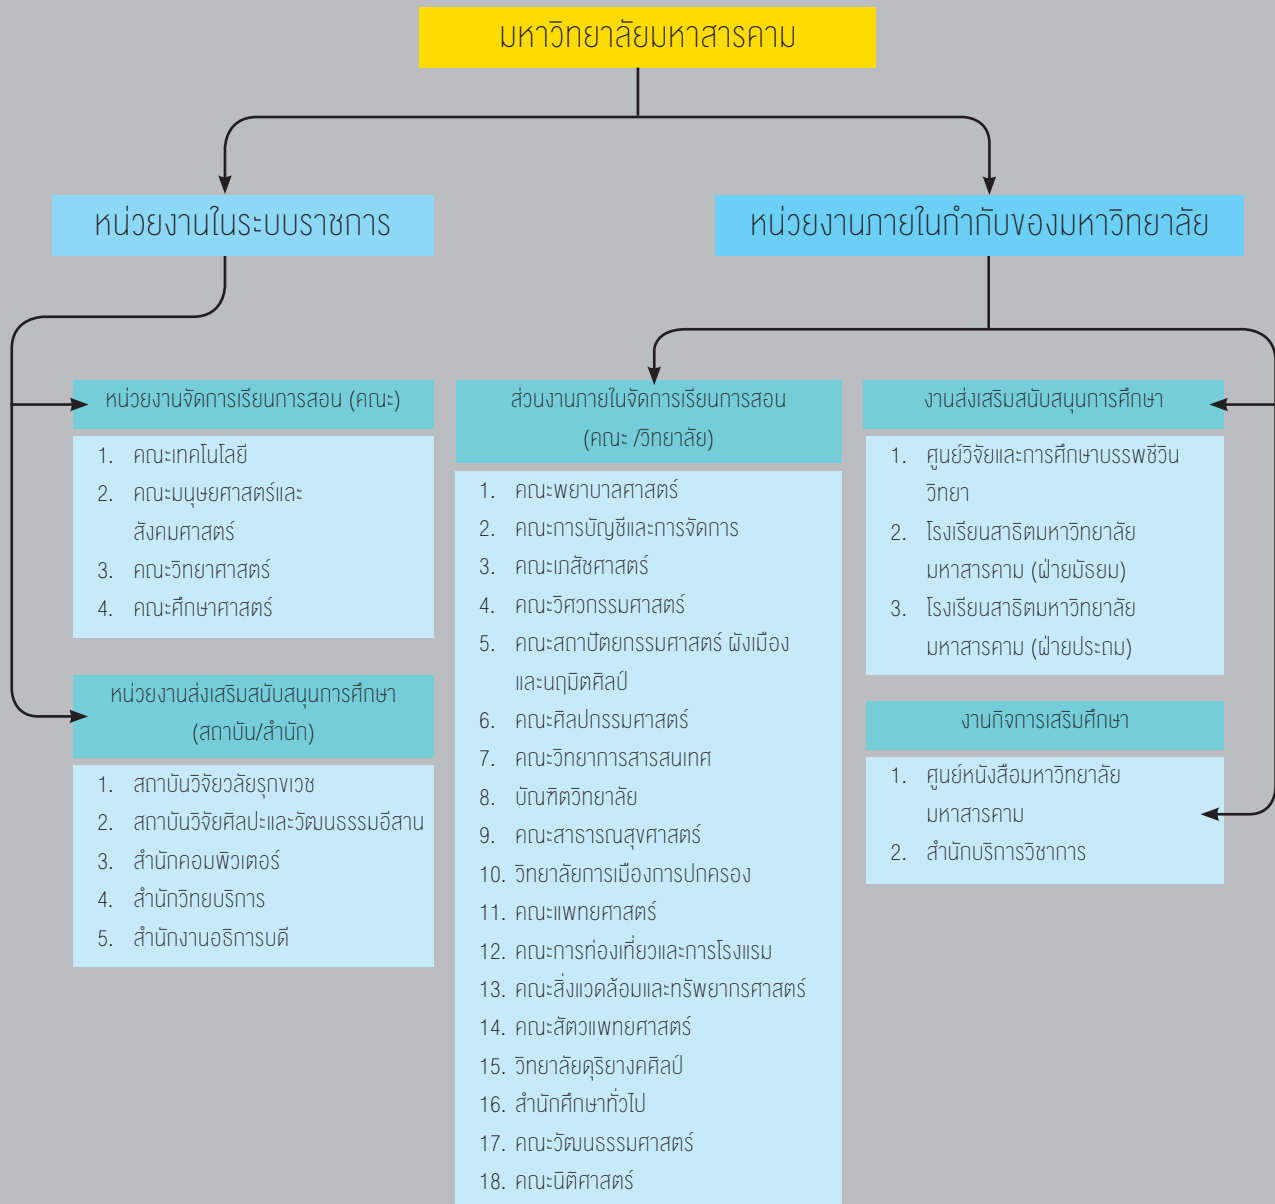 มหาวิทยาลัยมหาสารคาม
หน่วยงานในระบบราชการ
หน่วยงานภายในกำกับของมหาวิทยาลัย
หน่วยงานจัดการเรียนการสอน (คณะ)
1. คณะเทคโนโลยี
2. คณะมนุษยศาสตร์และ
สังคมศาสตร์
3. คณะวิทยาศาสตร์
4. คณะศึกษาศาสตร์
หน่วยงานส่งเสริมสนับสนุนการศึกษา
(สถาบัน/สำนัก)
1. สถาบันวิจัยวลัยรุกขเวช
2. สถาบันวิจัยศิลปะและวัฒนธรรมอีสาน
3. สำนักคอมพิวเตอร์
4. สำนักวิทยบริการ
5. สำนักงานอธิการบดี
ส่วนงานภายในจัดการเรียนการสอน
(คณะ /วิทยาลัย)
1. คณะพยาบาลศาสตร์
2. คณะการบัญชีและการจัดการ
3. คณะเภสัชศาสตร์
4. คณะวิศวกรรมศาสตร์
5. คณะสถาปัตยกรรมศาสตร์ ผังเมือง
และนฤมิตศิลป์
6. คณะศิลปกรรมศาสตร์
7. คณะวิทยาการสารสนเทศ
8. บัณฑิตวิทยาลัย
9. คณะสาธารณสุขศาสตร์
10. วิทยาลัยการเมืองการปกครอง
11. คณะแพทยศาสตร์
12. คณะการท่องเที่ยวและการโรงแรม
13. คณะสิ่งแวดล้อมและทรัพยากรศาสตร์
14. คณะสัตวแพทยศาสตร์
15. วิทยาลัยดุริยางคศิลป์
16. สำนักศึกษาทั่วไป
17. คณะวัฒนธรรมศาสตร์
18. คณะนิติศาสตร์
งานส่งเสริมสนับสนุนการศึกษา
1. ศูนย์วิจัยและการศึกษาบรรพชีวิน
วิทยา
2. โรงเรียนสาธิตมหาวิทยาลัย
มหาสารคาม (ฝ่ายมัธยม)
3. โรงเรียนสาธิตมหาวิทยาลัย
มหาสารคาม (ฝ่ายประถม)
งานกิจการเสริมศึกษา
1. ศูนย์หนังสือมหาวิทยาลัย
มหาสารคาม
2. สำนักบริการวิชาการ